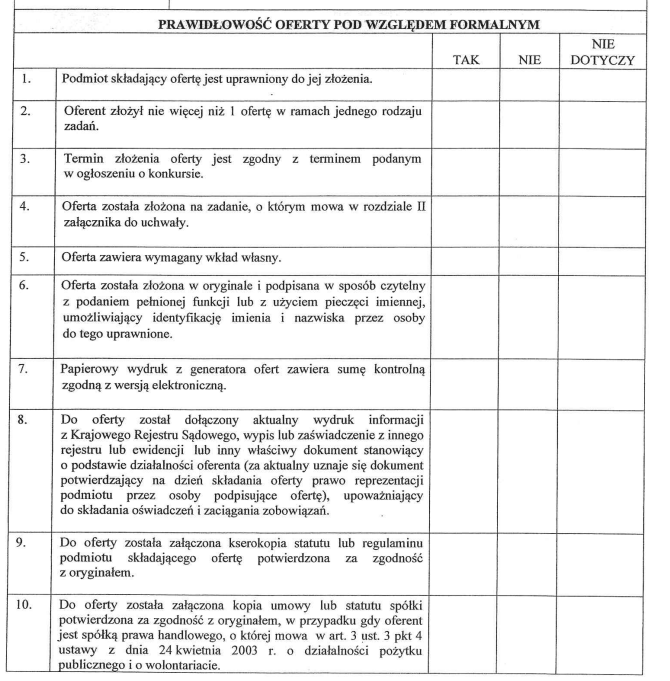 PRAWIDŁOWOŚĆ OFERTY POD WZGLĘDEM FORMALNYM
TAK NIE NIE
DOTYCZY
1. Podmiot składający ofertę jest uprawniony do jej złożenia.
2. Oferent złożył nie więcej niż 1 ofertę w ramach jednego rodzaju
zadań.
3. Termin złożenia oferty jest zgodny z terminem podanym
w ogłoszeniu o konkursie.
4. Oferta została złożona na zadanie, o którym mowa w rozdziale II
załącznika do uchwały.
5. Oferta zawiera wymagany wkład własny.
6. Oferta została złożona w oryginale i podpisana w sposób czytelny
z podaniem pełnionej funkcji lub z użyciem pieczęci imiennej,
umożliwiający identyfikację imienia i nazwiska przez osoby
do tego uprawnione.
7. Papierowy wydruk z generatora ofert zawiera sumę kontrolną
zgodną z wersją elektroniczną.
8. Do oferty został dołączony aktualny wydruk informacji
z Krajowego Rejestru Sądowego, wypis lub zaświadczenie z innego
rejestru lub ewidencji lub inny właściwy dokument stanowiący
o podstawie działalności oferenta (za aktualny uznaje się dokument
potwierdzający na dzień składania oferty prawo reprezentacji
podmiotu przez osoby podpisujące ofertę), upoważniający
do składania oświadczeń i zaciągania zobowiązań.
9. Do oferty została załączona kserokopia statutu lub regulaminu
podmiotu składającego ofertę potwierdzona za zgodność
z oryginałem.
10. Do oferty została załączona kopia umowy lub statutu spółki
potwierdzona za zgodność z oryginałem, w przypadku gdy oferent
jest spółką prawa handlowego, o której mowa w art. 3 ust. 3 pkt 4
ustawy z dnia 24 kwietnia 2003 r. o działalności pożytku
publicznego i o wolontariacie.